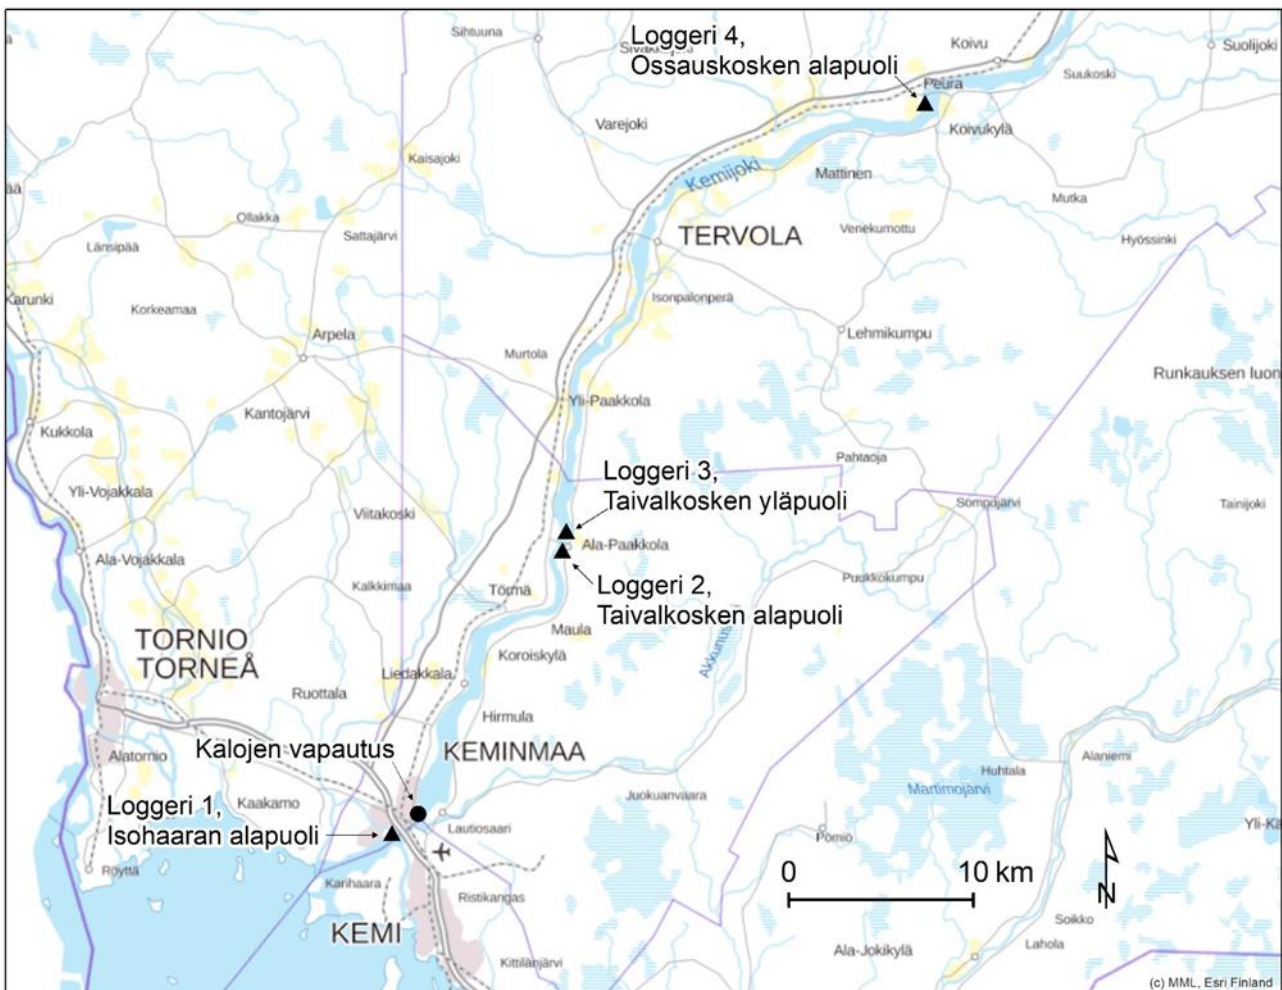 Sihtuuna
Loggeri 4,
Ossauskosken alapuoli
Koivu
Suolijoki
Suukoski
Peura
Varejoki
Koivukylä
Kaisajoki
Kemijoki
Mattinen
Mutka
Ollakka
Sattajärvi
TERVOLA
Venekumottu
Hyössinki
Länsipää
Karunki
Korkeamaa
Isonpalonperä
Arpela
Lehmikumpu
Murtola
Runkauksen luon
Kantojärvi
Yli-Paakkola
Kukkola
Pahtaoja
Loggeri 3,
Taivalkosken yläpuoli
Yli-Vojakkala
Viitakoski
Sompujärvi
Tainijoki
Ala-Vojakkala
Ala-Paakkola
Kalkkimaa
Törmä
Loggeri 2,
Taivalkosken alapuoli
Puukkokumpu
TORNIO
TORNEÅ
Maula
Koroiskylä
Liedakkala
Ruottala
Hirmula
Kalojen vapautus
KEMINMAA
Alatornio
Alaniemi
Huhtala
Martimojärvi
Juokuanvaara
Kaakamo
Loggeri 1,
Isohaaran alapuoli
Lautiosaari
Pömiö
Röyttä
Karihaara
Ristikangas
0 10 km
N
KEMI
Kittilänjärvi
Soikko
Lahola
Ala-Jokikylä
(c) MML, Esri Finland